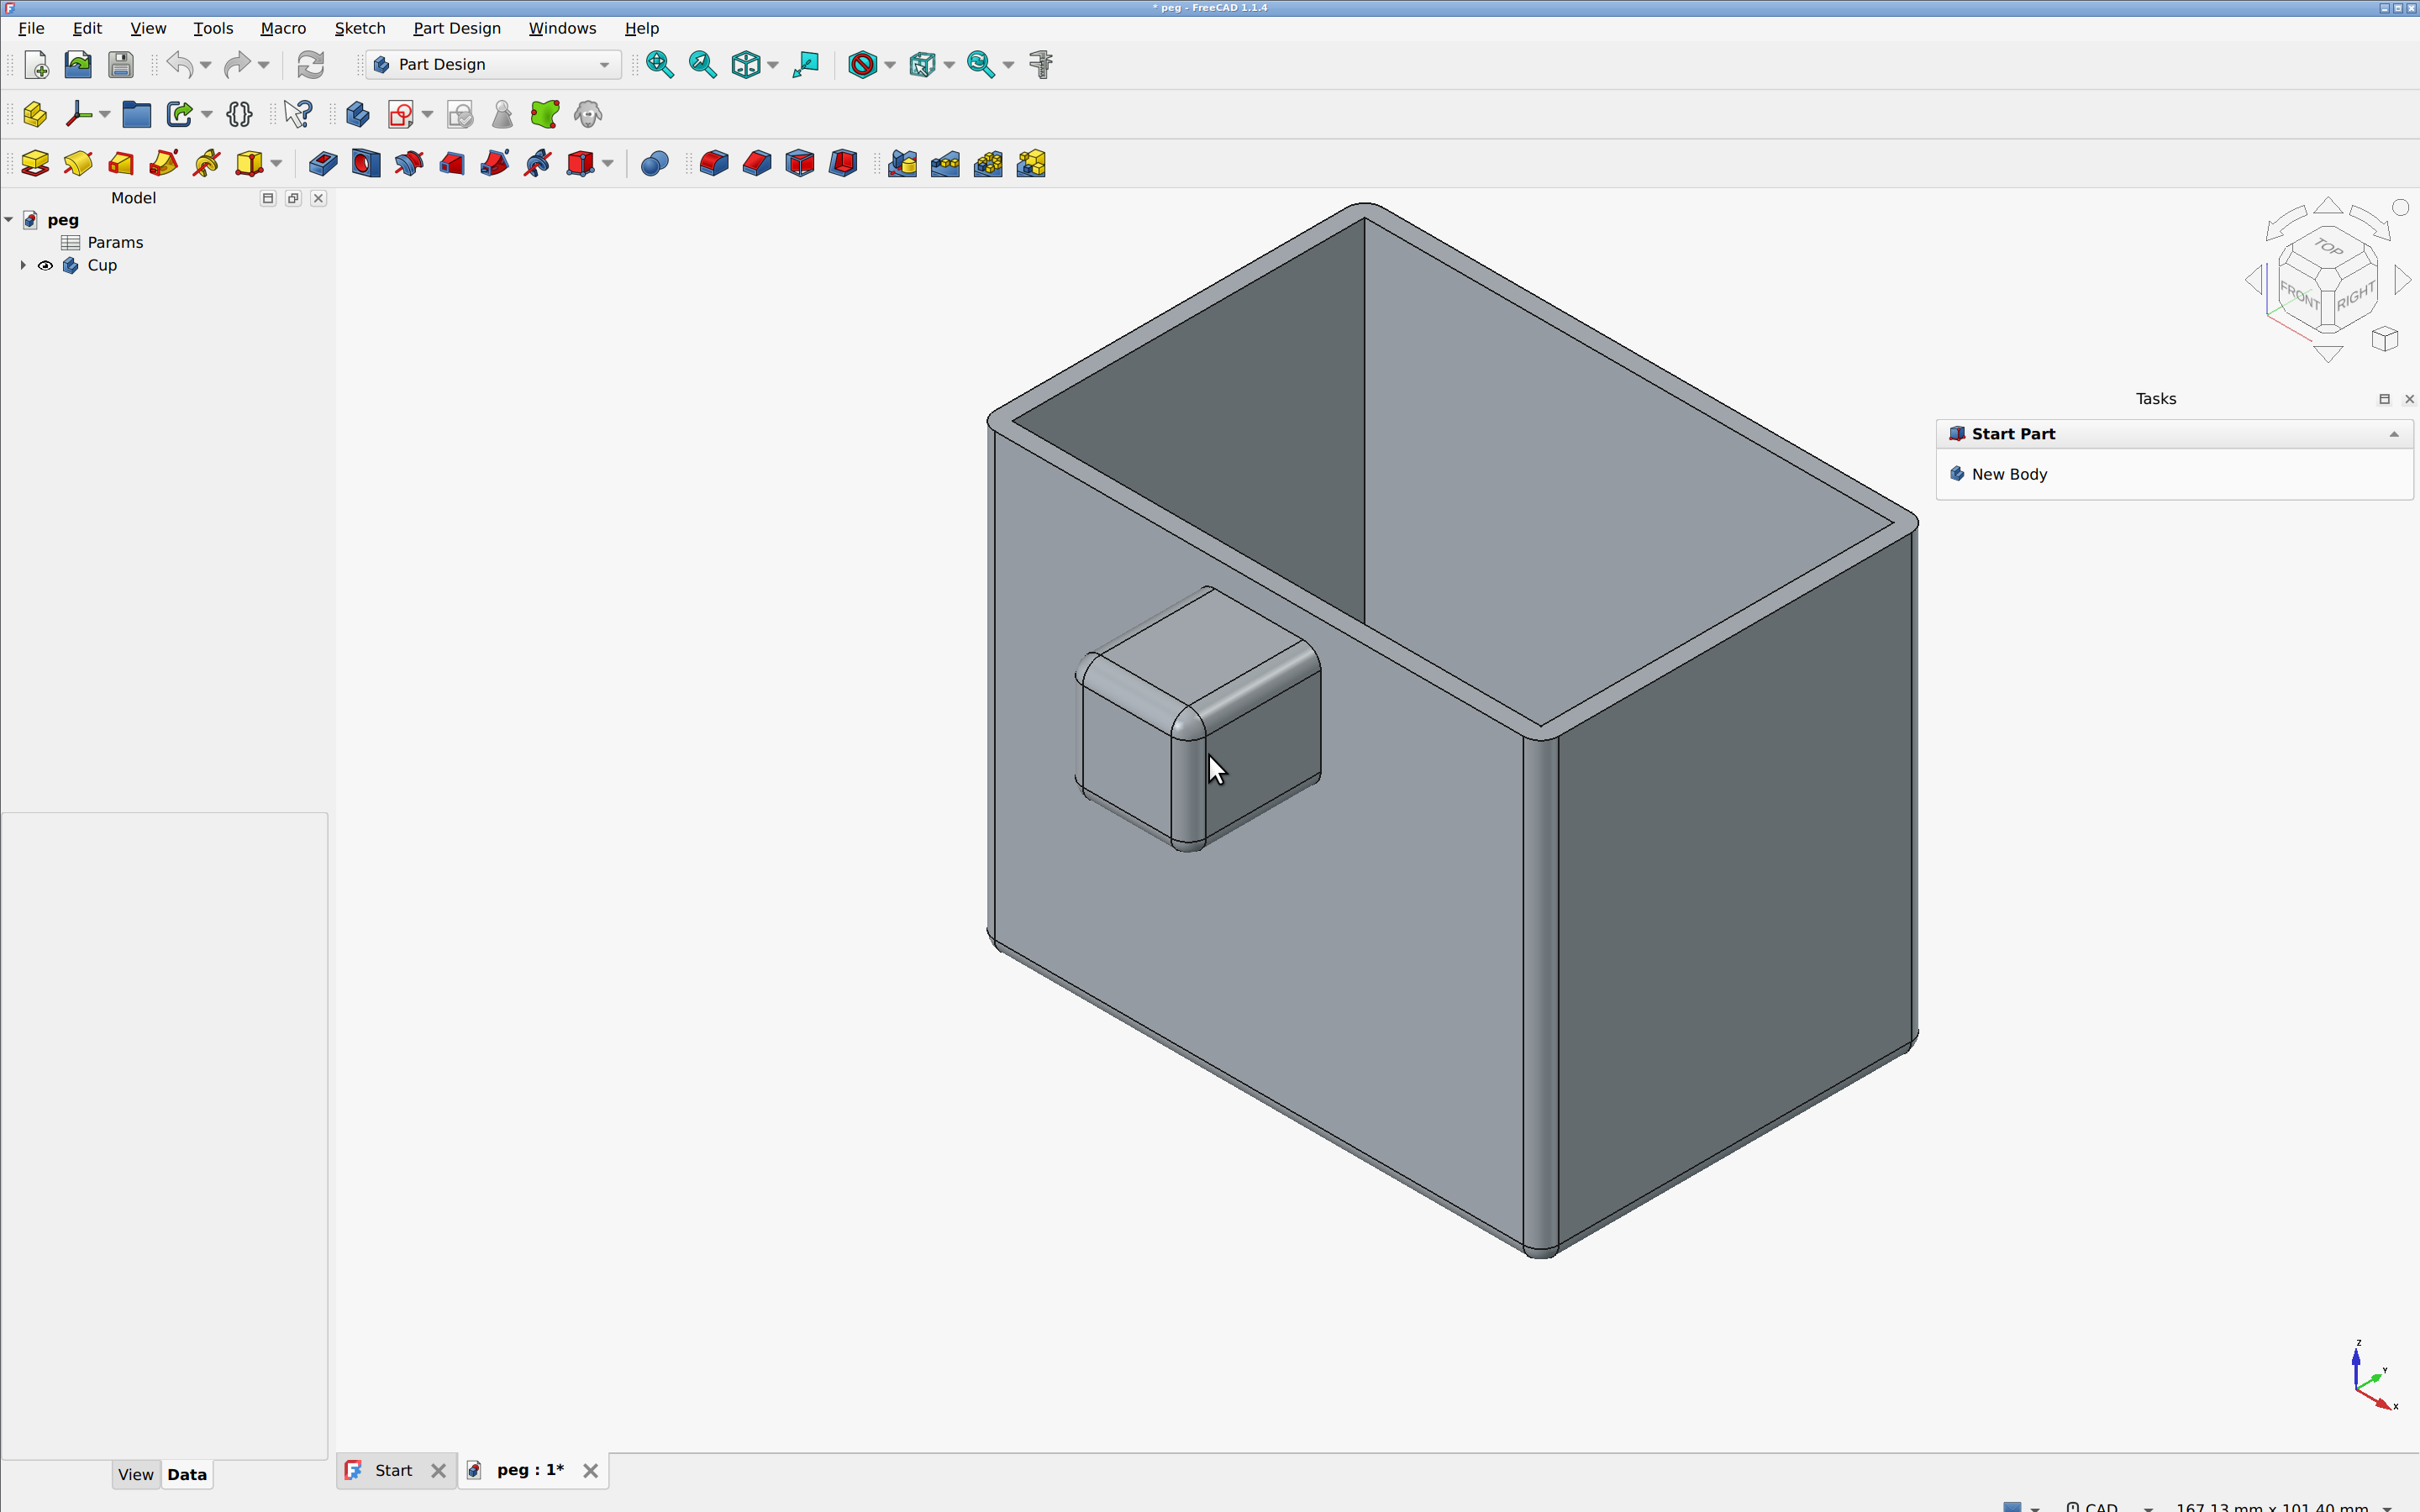 * peg - FreeCAD 1.1.4
File Edit View Tools Macro Sketch Part Design Windows Help
Part Design
Model
peg
Params
Cup
TOP
FRONT
RIGHT
Tasks
Start Part
New Body
z
Y
x
View
Data
Start
peg : 1*
CAD
167.13 mm x 101.40 mm